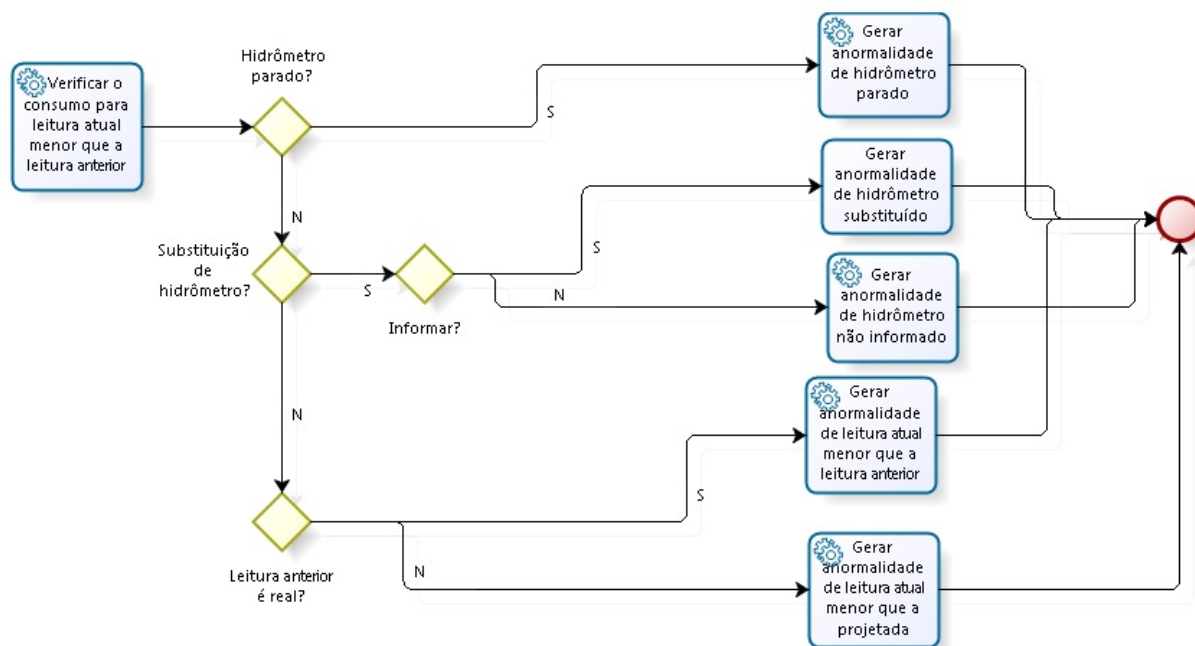 Verificar o
consumo para
leitura atual
menor que a
leitura anterior
Hidrômetro
parado?
S
Gerar
anormalidade
de hidrômetro
parado
N
Substituição
de
hidrômetro?
S
Informar?
S
Gerar
anormalidade
de hidrômetro
substituído
N
Gerar
anormalidade
de hidrômetro
não informado
N
Leitura anterior
é real?
S
Gerar
anormalidade
de leitura atual
menor que a
leitura anterior
N
Gerar
anormalidade
de leitura atual
menor que a
projetada